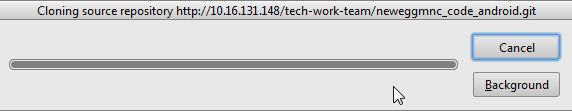 Cloning source repository http://10.16.131.148/tech-work-team/neweggmnc_code_android.git
Cancel
Background